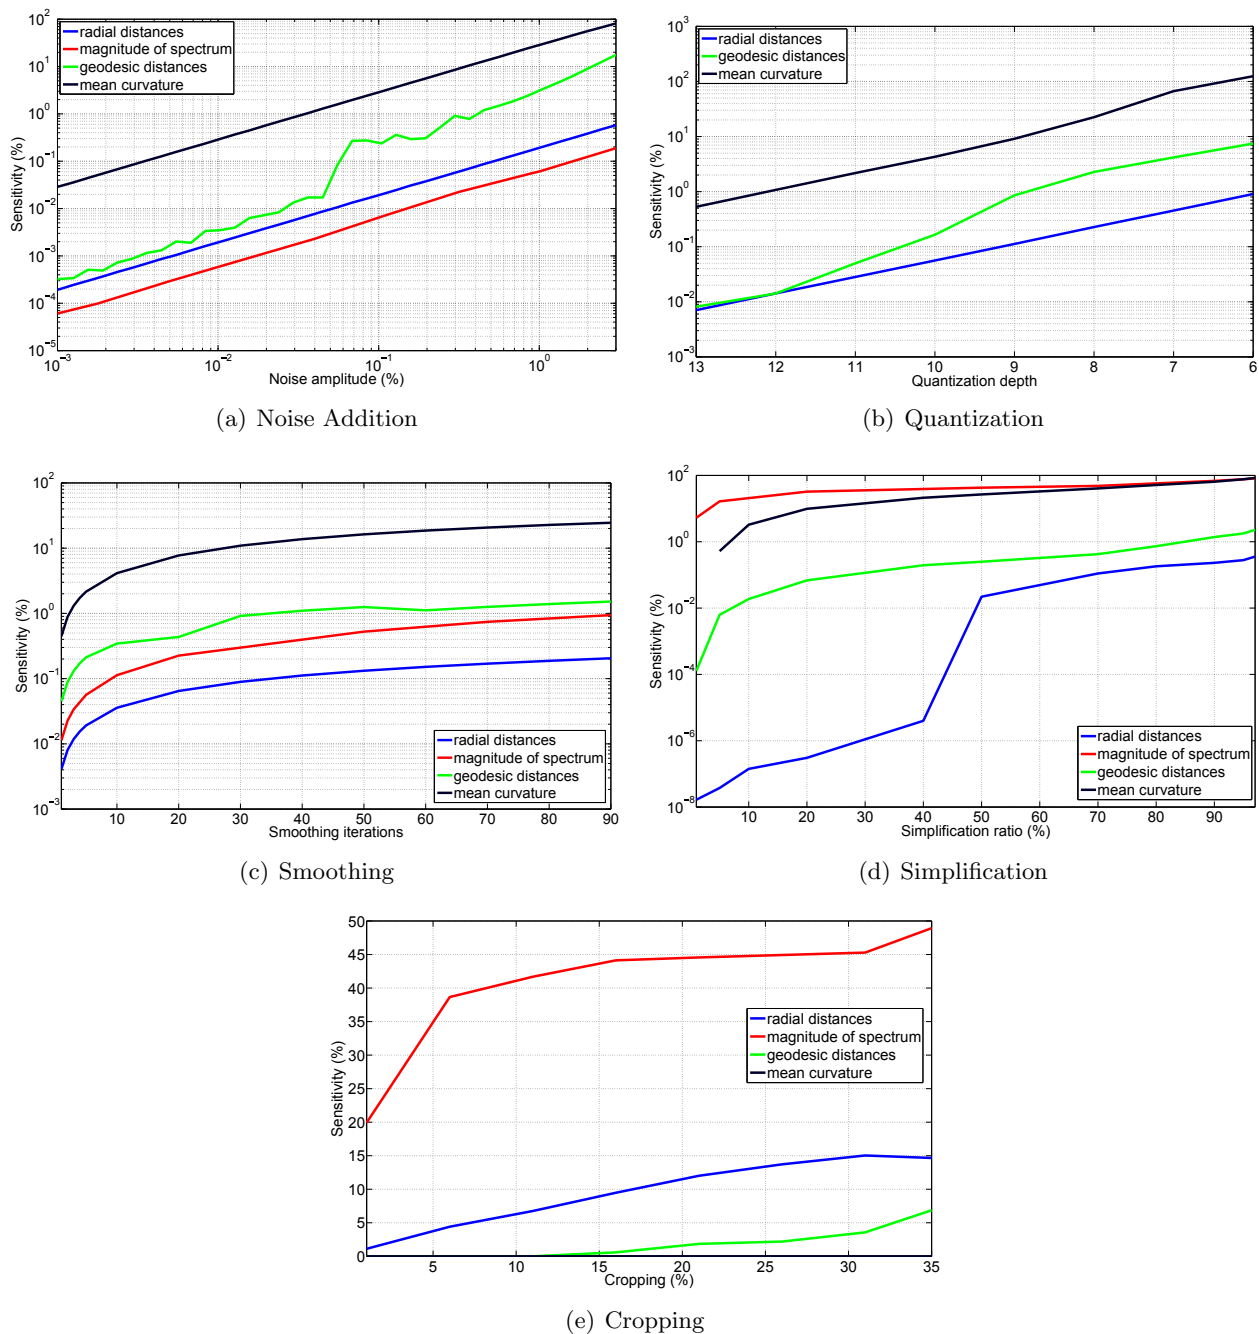 10^2
10^1
10^0
10^-1
10^-2
10^-3
10^-4
10^-5
Sensitivity (%)
radial distances
magnitude of spectrum
geodesic distances
mean curvature
10^-3 10^-2 10^-1 10^0
Noise amplitude (%)
(a) Noise Addition
10^3
10^2
10^1
10^0
10^-1
10^-2
10^-3
Sensitivity (%)
radial distances
geodesic distances
mean curvature
13 12 11 10 9 8 7 6
Quantization depth
(b) Quantization
10^2
10^1
10^0
10^-1
10^-2
10^-3
Sensitivity (%)
radial distances
magnitude of spectrum
geodesic distances
mean curvature
10 20 30 40 50 60 70 80 90
Smoothing iterations
(c) Smoothing
10^2
10^0
10^-2
10^-4
10^-6
10^-8
Sensitivity (%)
radial distances
magnitude of spectrum
geodesic distances
mean curvature
10 20 30 40 50 60 70 80 90
Simplification ratio (%)
(d) Simplification
50
45
40
35
30
25
20
15
10
5
0
Sensitivity (%)
radial distances
magnitude of spectrum
geodesic distances
mean curvature
5 10 15 20 25 30 35
Cropping (%)
(e) Cropping